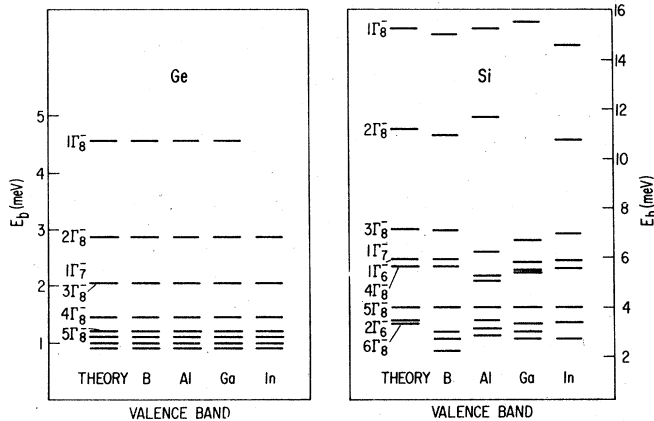 Ge
E_b (meV)
5
4
3
2
1
1Γ₈⁻
2Γ₈⁻
1Γ₇⁻
3Γ₈⁻
4Γ₈⁻
5Γ₈⁻
THEORY B Al Ga In
VALENCE BAND
Si
1Γ₈⁻
2Γ₈⁻
3Γ₈⁻
1Γ₇⁻
1Γ₆⁻
4Γ₈⁻
5Γ₈⁻
2Γ₆⁻
6Γ₈⁻
THEORY B Al Ga In
VALENCE BAND
16
14
12
10
8
6
4
2
E_b (meV)